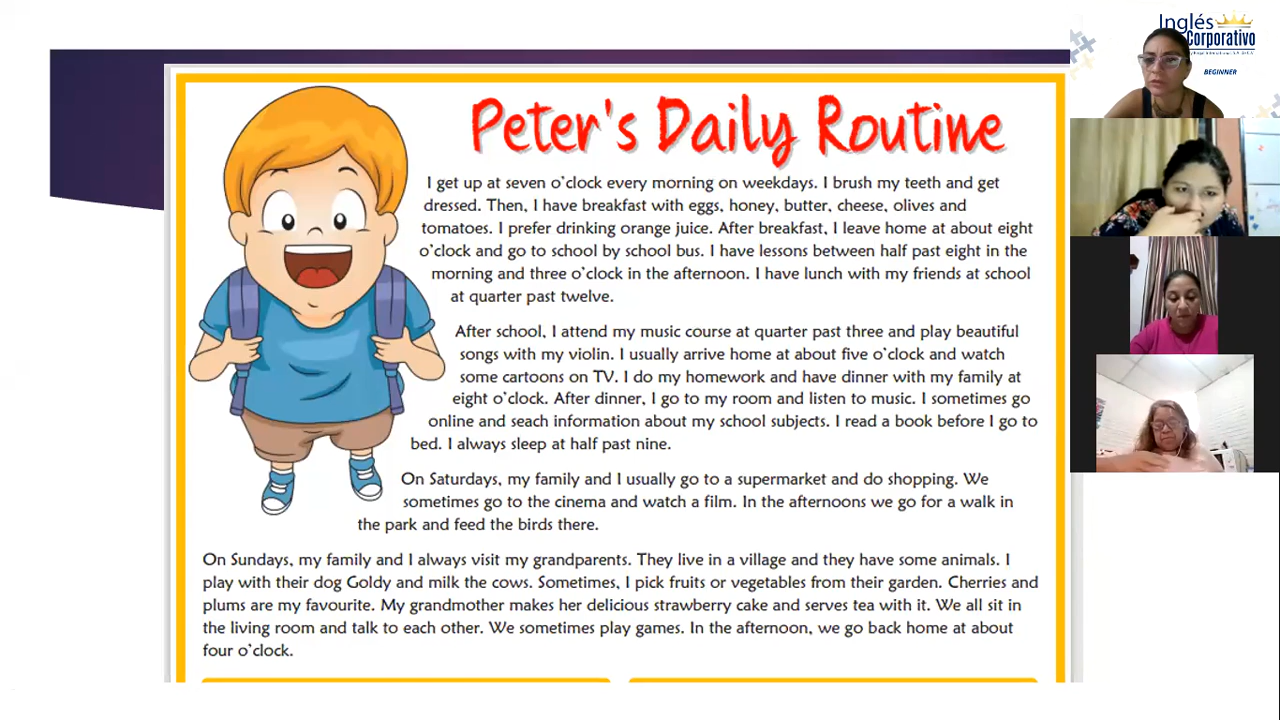 Inglés
Corporativo
BEGINNER
Peter's Daily Routine
I get up at seven o'clock every morning on weekdays. I brush my teeth and get
dressed. Then, I have breakfast with eggs, honey, butter, cheese, olives and
tomatoes. I prefer drinking orange juice. After breakfast, I leave home at about eight
o'clock and go to school by school bus. I have lessons between half past eight in the
morning and three o'clock in the afternoon. I have lunch with my friends at school
at quarter past twelve.
After school, I attend my music course at quarter past three and play beautiful
songs with my violin. I usually arrive home at about five o'clock and watch
some cartoons on TV. I do my homework and have dinner with my family at
eight o'clock. After dinner, I go to my room and listen to music. I sometimes go
online and seach information about my school subjects. I read a book before I go to
bed. I always sleep at half past nine.
On Saturdays, my family and I usually go to a supermarket and do shopping. We
sometimes go to the cinema and watch a film. In the afternoons we go for a walk in
the park and feed the birds there.
On Sundays, my family and I always visit my grandparents. They live in a village and they have some animals. I
play with their dog Goldy and milk the cows. Sometimes, I pick fruits or vegetables from their garden. Cherries and
plums are my favourite. My grandmother makes her delicious strawberry cake and serves tea with it. We all sit in
the living room and talk to each other. We sometimes play games. In the afternoon, we go back home at about
four o'clock.